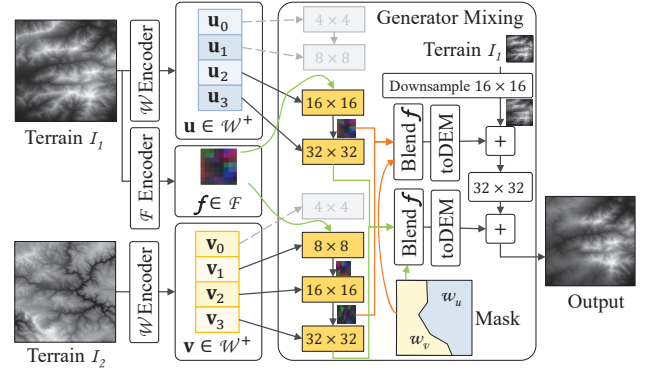 Generator Mixing
Terrain I₁
𝒲 Encoder
u₀
u₁
u₂
u₃
u ∈ 𝒲⁺
ℱ Encoder
f ∈ ℱ
Terrain I₂
𝒲 Encoder
v₀
v₁
v₂
v₃
v ∈ 𝒲⁺
4 × 4
8 × 8
16 × 16
32 × 32
4 × 4
8 × 8
16 × 16
32 × 32
Terrain I₁
Downsample 16 × 16
Blend f
toDEM
+
32 × 32
Blend f
toDEM
+
w_u
w_v
Mask
Output